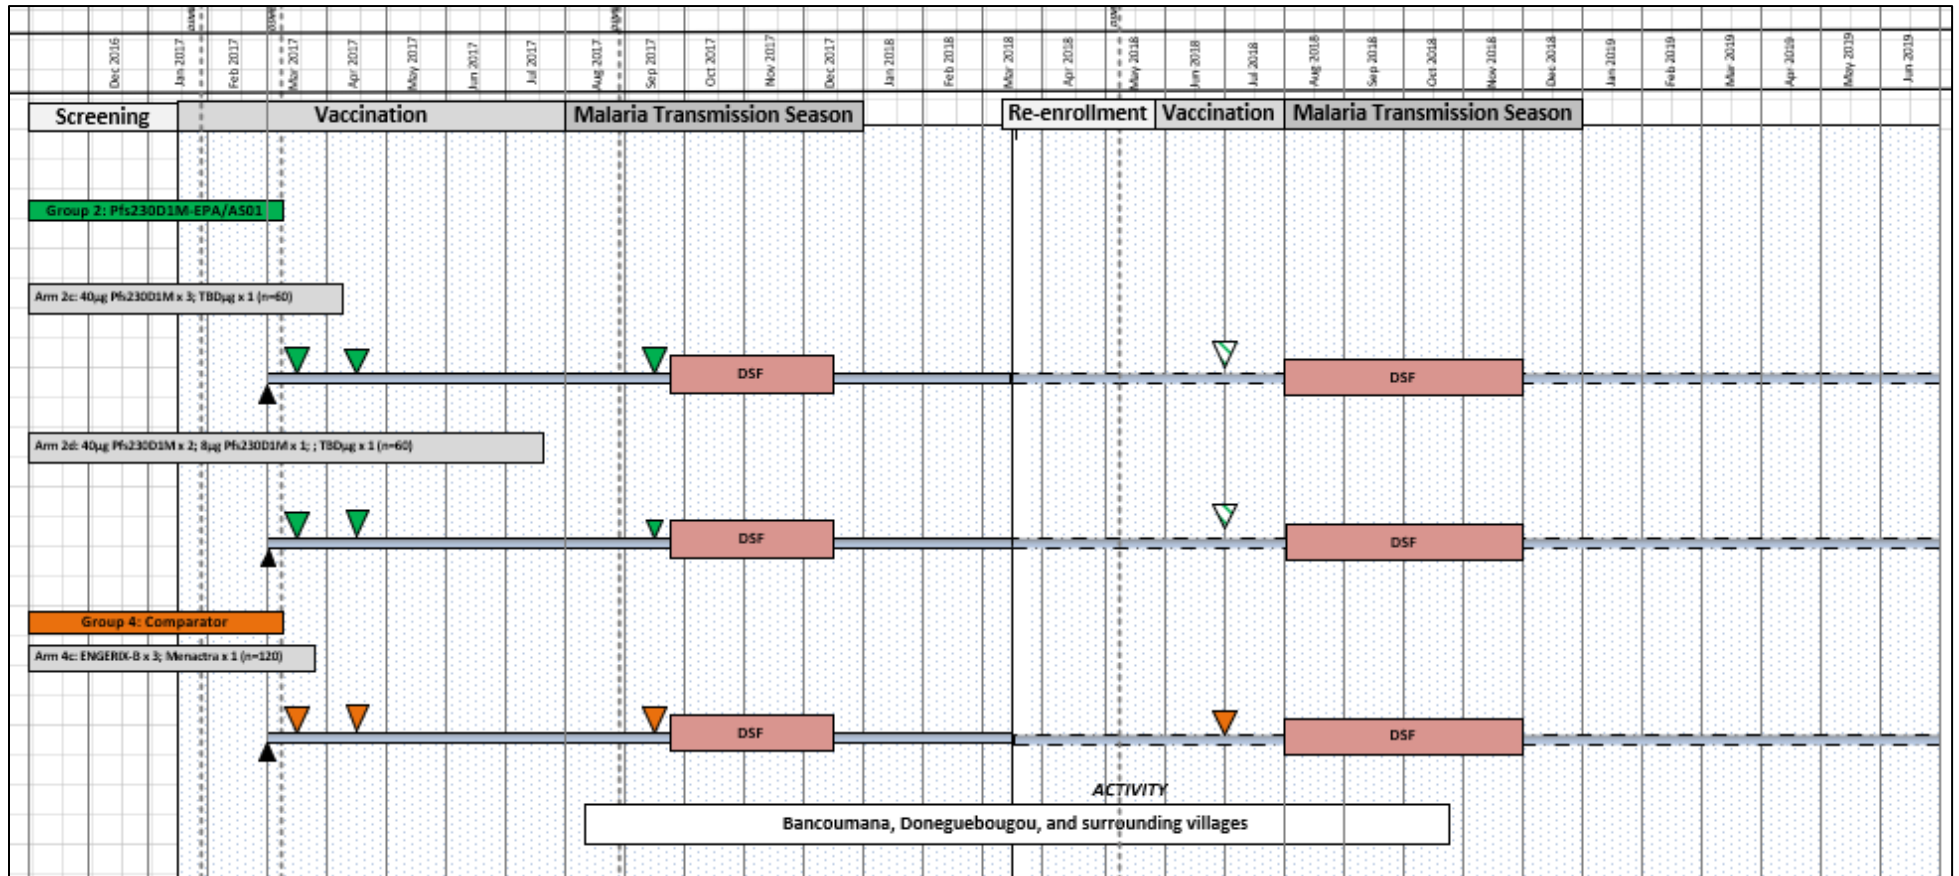 Dec 2016 Jan 2017 Feb 2017 Mar 2017 Apr 2017 May 2017 Jun 2017 Jul 2017 Aug 2017 Sep 2017 Oct 2017 Nov 2017 Dec 2017 Jan 2018 Feb 2018 Mar 2018 Apr 2018 May 2018 Jun 2018 Jul 2018 Aug 2018 Sep 2018 Oct 2018 Nov 2018 Dec 2018 Jan 2019 Feb 2019 Mar 2019 Apr 2019 May 2019 Jun 2019
Screening Vaccination Malaria Transmission Season Re-enrollment Vaccination Malaria Transmission Season
Group 2: Pfs230D1M-EPA/AS01
Arm 2c: 40µg Pfs230D1M x 3; TBDµg x 1 (n=60)
DSF DSF
Arm 2d: 40µg Pfs230D1M x 2; 8µg Pfs230D1M x 1; ; TBDµg x 1 (n=60)
DSF DSF
Group 4: Comparator
Arm 4c: ENGERIX-B x 3; Menactra x 1 (n=120)
DSF DSF
ACTIVITY
Bancoumana, Doneguebougou, and surrounding villages